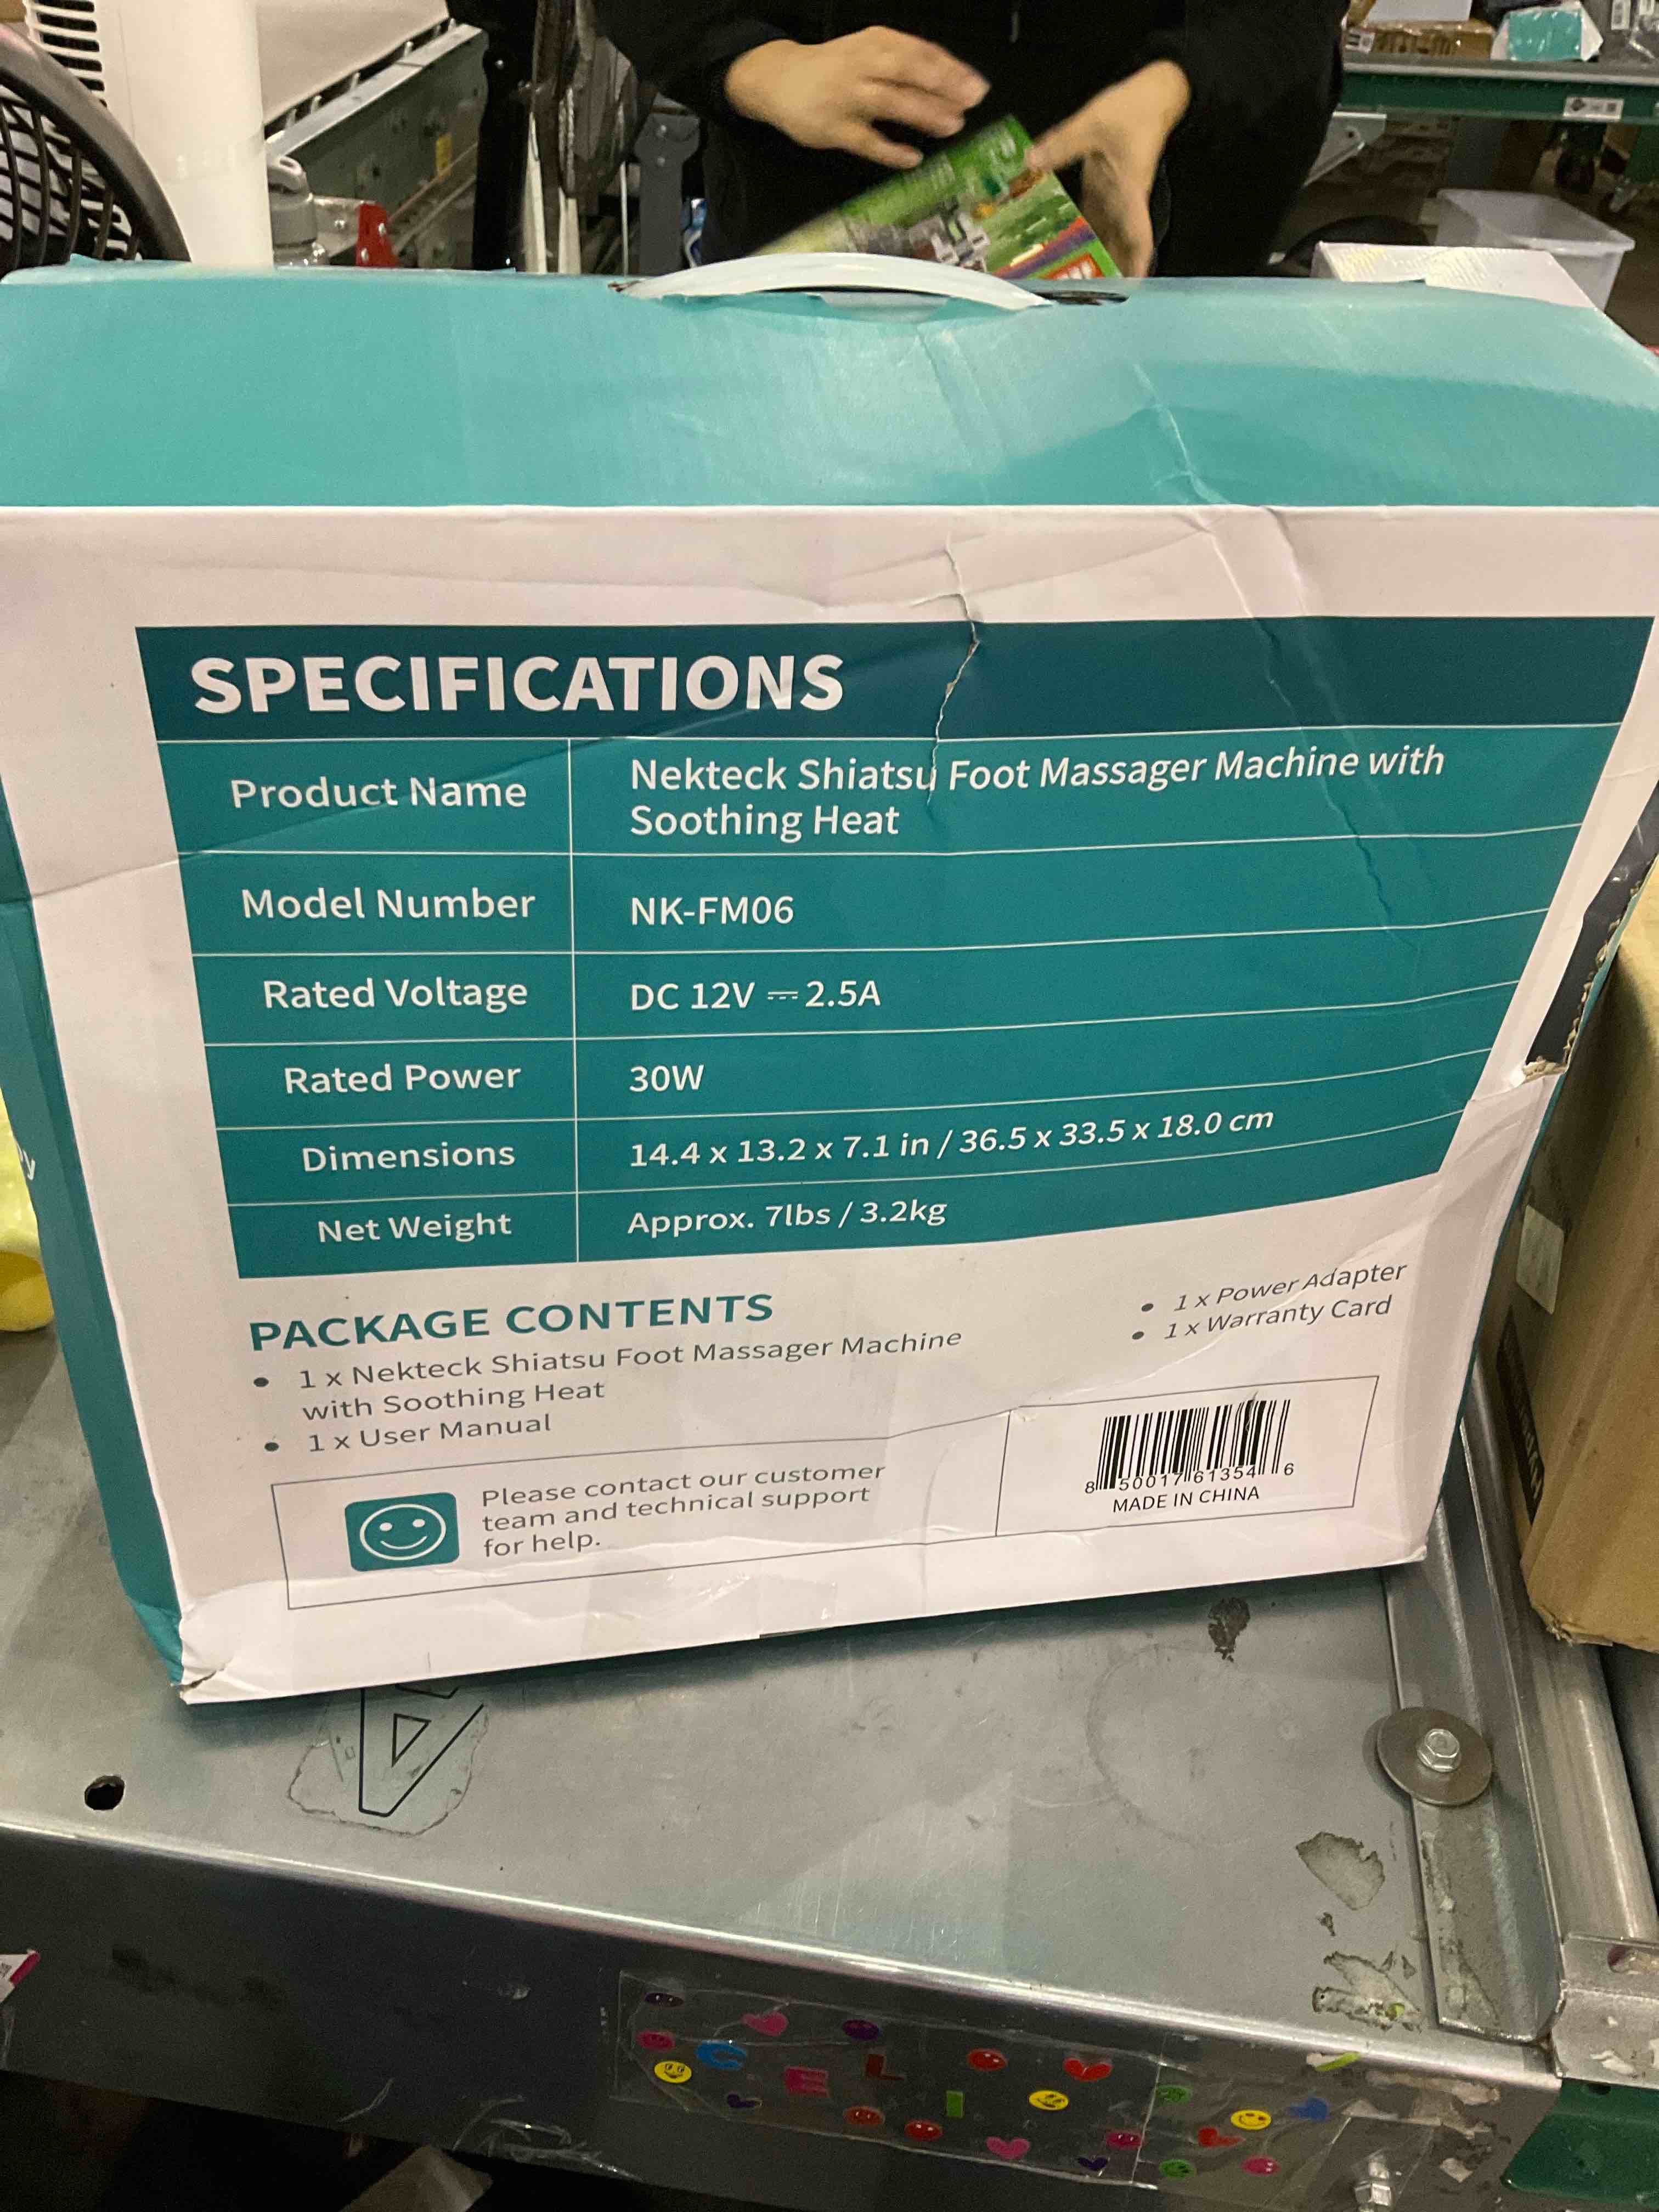 SPECIFICATIONS
Product Name
Nekteck Shiatsu Foot Massager Machine with
Soothing Heat
Model Number
NK-FM06
Rated Voltage
DC 12V ⎓ 2.5A
Rated Power
30W
Dimensions
14.4 x 13.2 x 7.1 in / 36.5 x 33.5 x 18.0 cm
Net Weight
Approx. 7lbs / 3.2kg
PACKAGE CONTENTS
• 1 x Nekteck Shiatsu Foot Massager Machine
with Soothing Heat
• 1 x User Manual
• 1 x Power Adapter
• 1 x Warranty Card
Please contact our customer
team and technical support
for help.
8 50017 61354 6
MADE IN CHINA
A
CELI